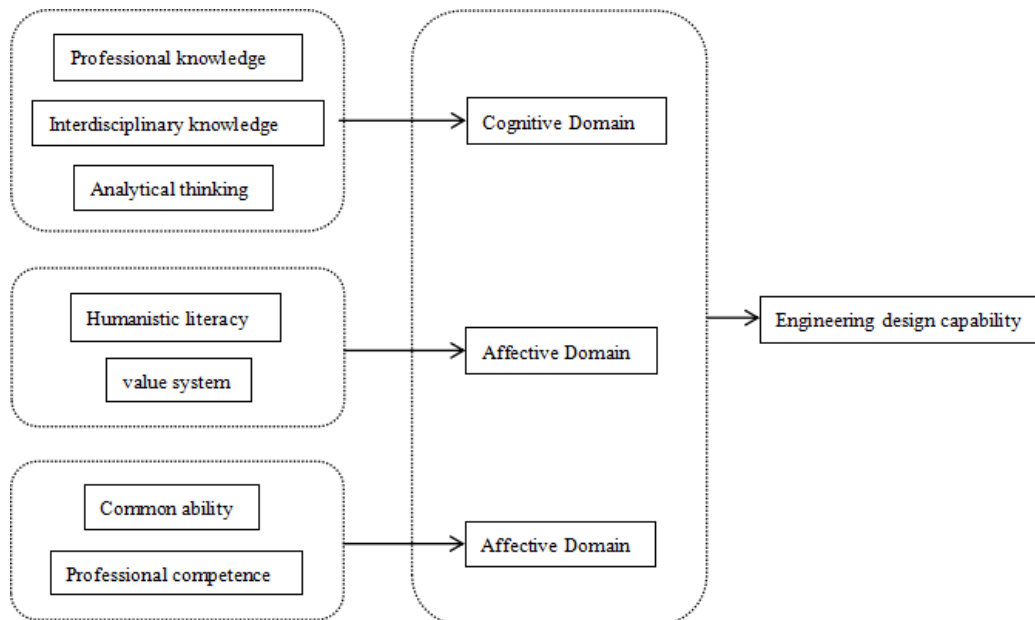 Professional knowledge
Interdisciplinary knowledge
Analytical thinking
Cognitive Domain
Humanistic literacy
value system
Affective Domain
Engineering design capability
Common ability
Professional competence
Affective Domain